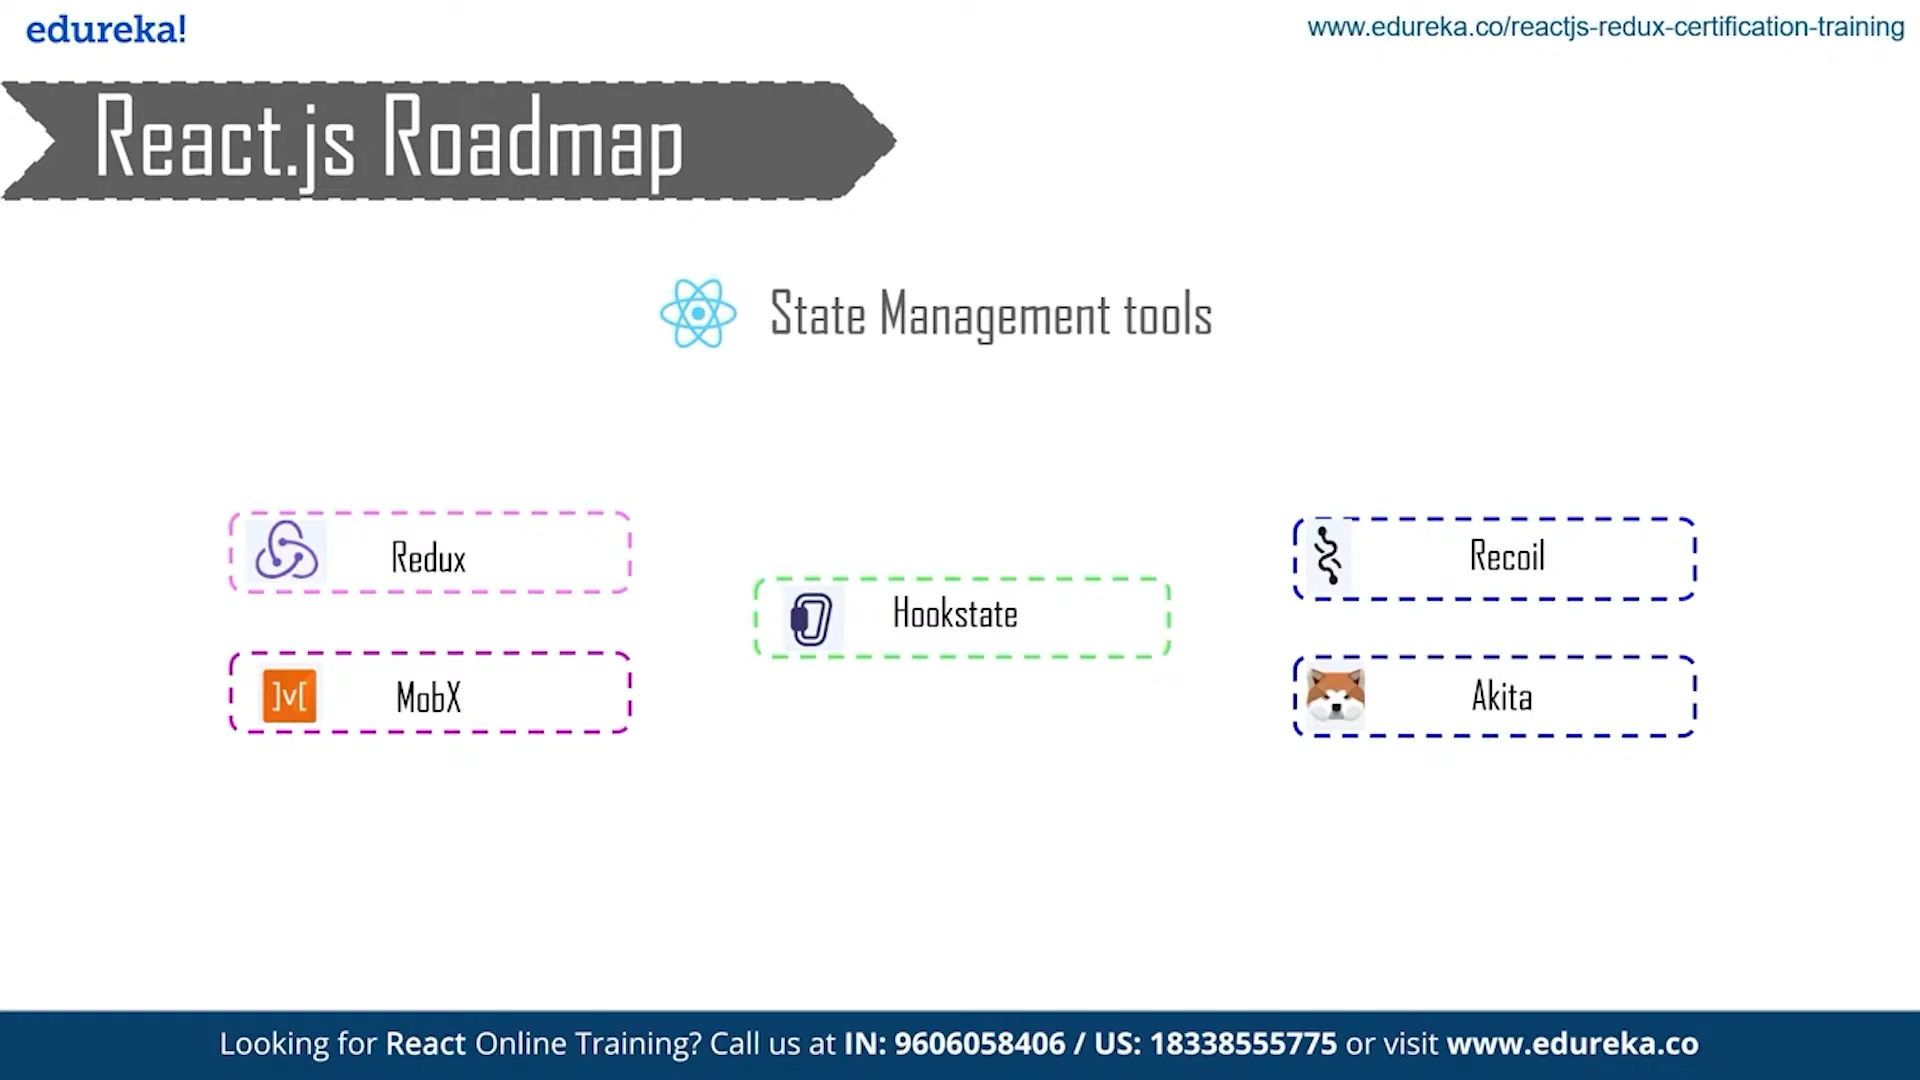 edureka!
www.edureka.co/reactjs-redux-certification-training
React.js Roadmap
State Management tools
Redux
MobX
Hookstate
Recoil
Akita
Looking for React Online Training? Call us at IN: 9606058406 / US: 18338555775 or visit www.edureka.co